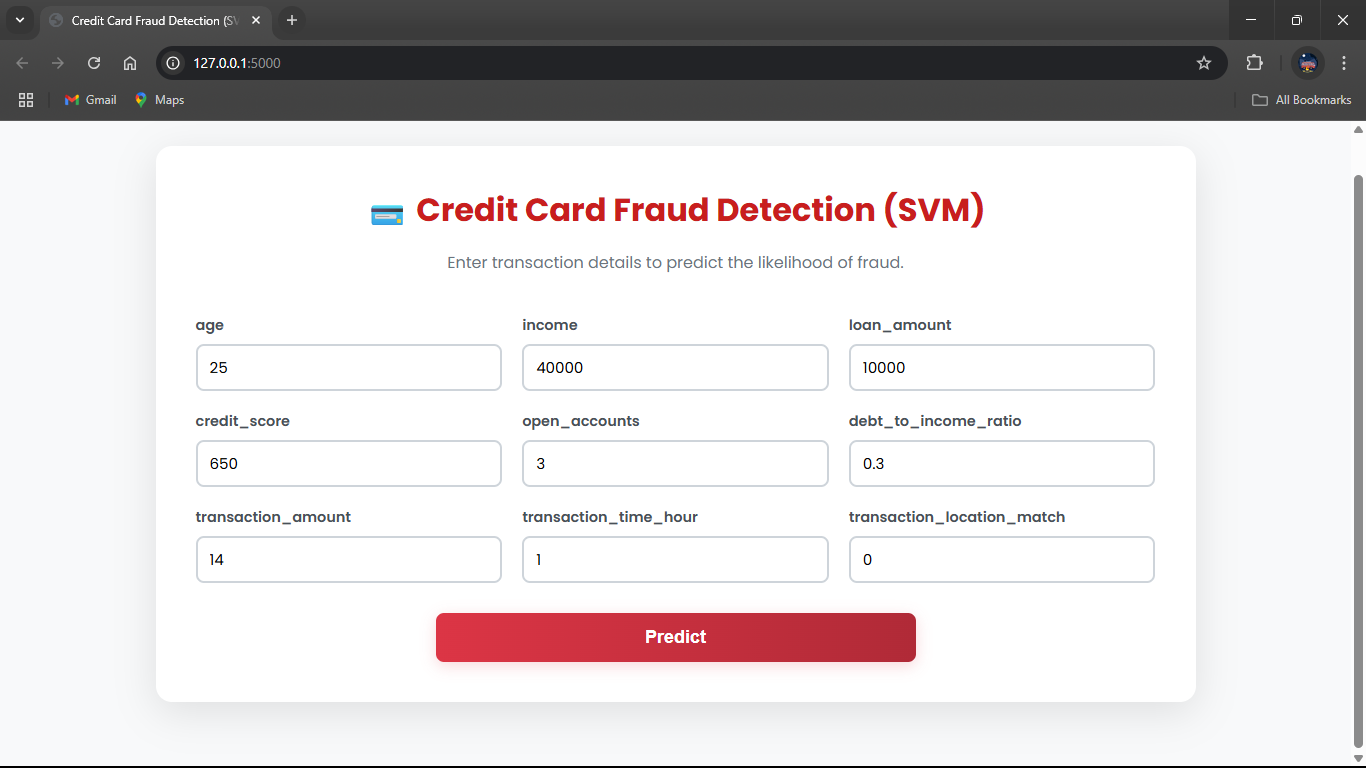 Credit Card Fraud Detection (SV
127.0.0.1:5000
Gmail Maps All Bookmarks
Credit Card Fraud Detection (SVM)
Enter transaction details to predict the likelihood of fraud.
age income loan_amount
25 40000 10000
credit_score open_accounts debt_to_income_ratio
650 3 0.3
transaction_amount transaction_time_hour transaction_location_match
14 1 0
Predict